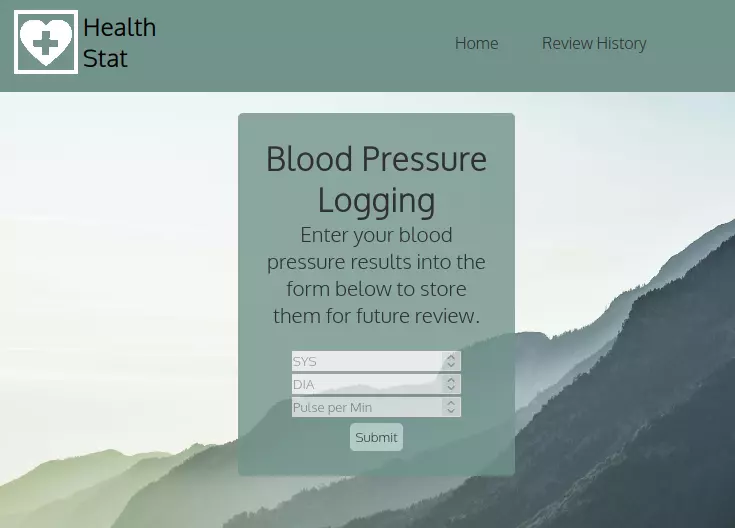 Health
Stat
Home
Review History
Blood Pressure
Logging
Enter your blood
pressure results into the
form below to store
them for future review.
SYS
DIA
Pulse per Min
Submit